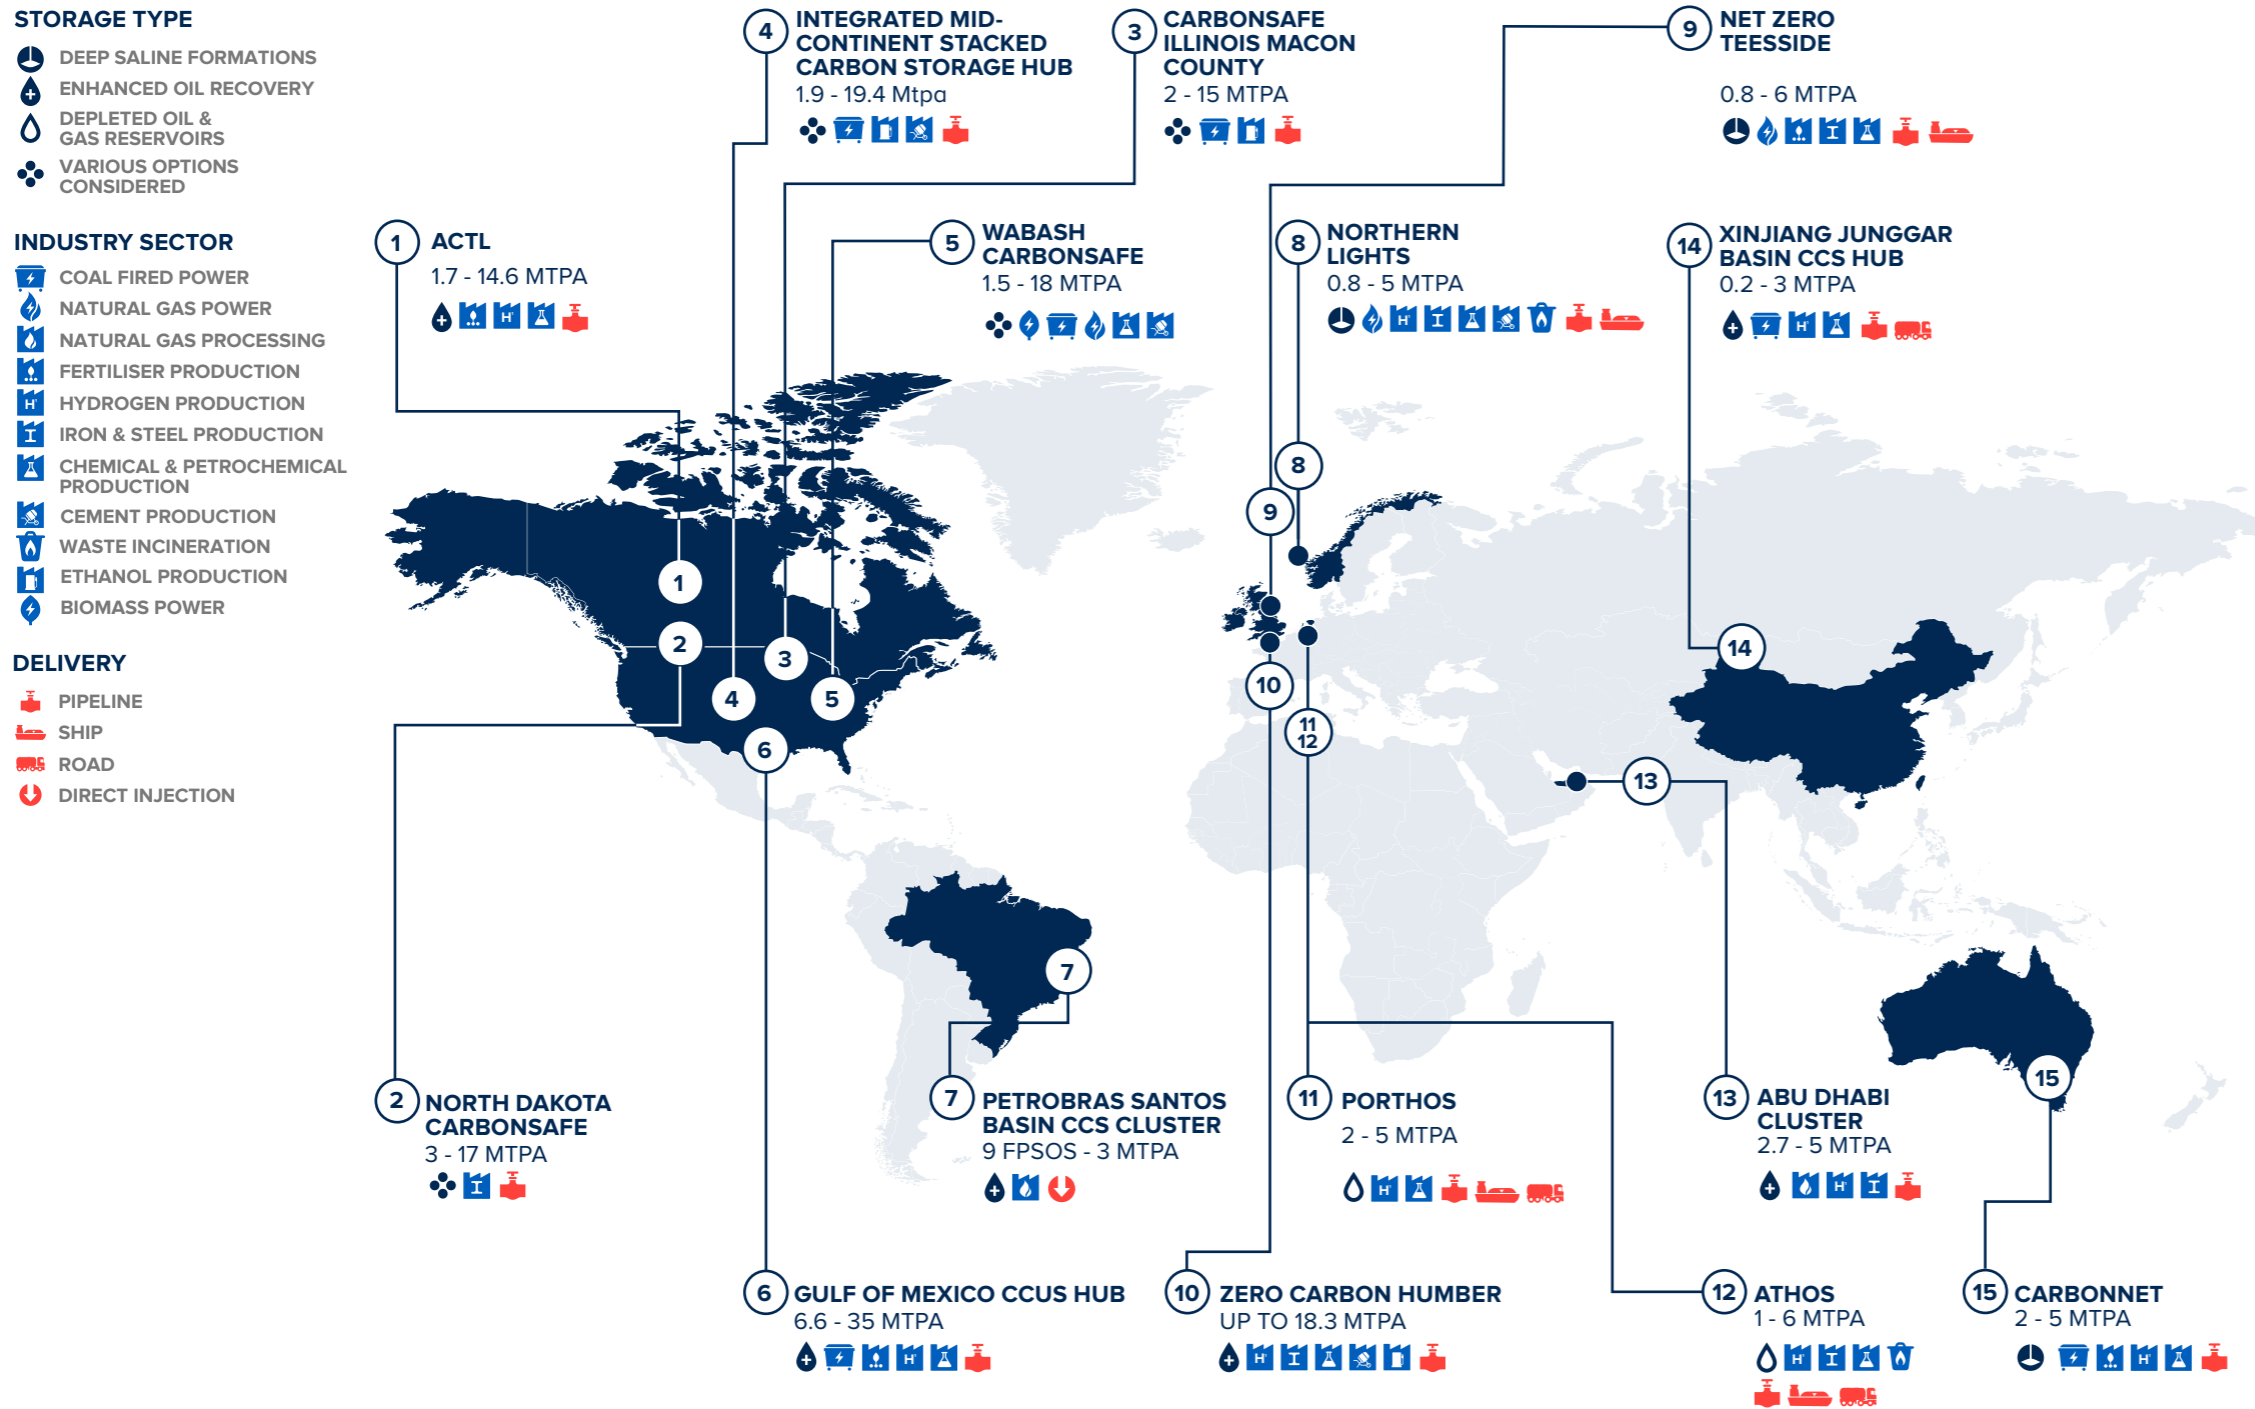 STORAGE TYPE
DEEP SALINE FORMATIONS
ENHANCED OIL RECOVERY
DEPLETED OIL &
GAS RESERVOIRS
VARIOUS OPTIONS
CONSIDERED
INDUSTRY SECTOR
COAL FIRED POWER
NATURAL GAS POWER
NATURAL GAS PROCESSING
FERTILISER PRODUCTION
H² HYDROGEN PRODUCTION
IRON & STEEL PRODUCTION
CHEMICAL & PETROCHEMICAL
PRODUCTION
CEMENT PRODUCTION
WASTE INCINERATION
ETHANOL PRODUCTION
BIOMASS POWER
DELIVERY
PIPELINE
SHIP
ROAD
DIRECT INJECTION
4 INTEGRATED MID-
CONTINENT STACKED
CARBON STORAGE HUB
1.9 - 19.4 Mtpa
3 CARBONSAFE
ILLINOIS MACON
COUNTY
2 - 15 MTPA
9 NET ZERO
TEESSIDE
0.8 - 6 MTPA
1 ACTL
1.7 - 14.6 MTPA
5 WABASH
CARBONSAFE
1.5 - 18 MTPA
8 NORTHERN
LIGHTS
0.8 - 5 MTPA
14 XINJIANG JUNGGAR
BASIN CCS HUB
0.2 - 3 MTPA
8
9
1
2
3
4
5
6
10
11
12
13
14
7
15
2 NORTH DAKOTA
CARBONSAFE
3 - 17 MTPA
7 PETROBRAS SANTOS
BASIN CCS CLUSTER
9 FPSOS - 3 MTPA
11 PORTHOS
2 - 5 MTPA
13 ABU DHABI
CLUSTER
2.7 - 5 MTPA
6 GULF OF MEXICO CCUS HUB
6.6 - 35 MTPA
10 ZERO CARBON HUMBER
UP TO 18.3 MTPA
12 ATHOS
1 - 6 MTPA
15 CARBONNET
2 - 5 MTPA